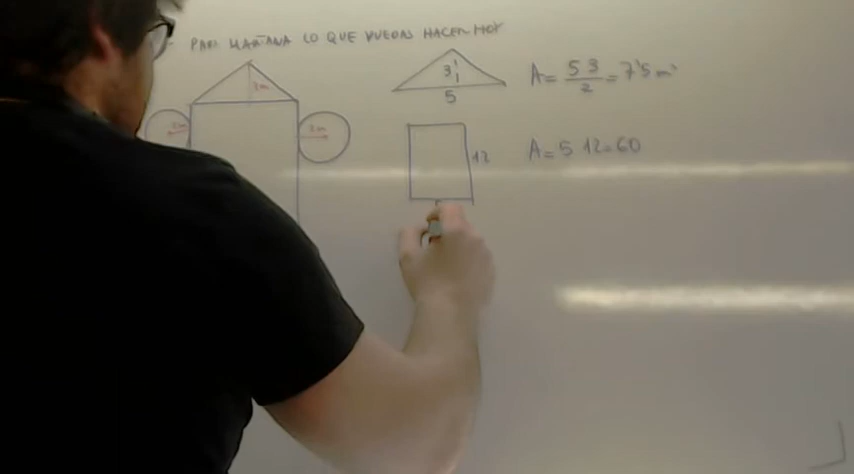 PARA MAÑANA LO QUE PUEDAS HACER HOY
3m
2m
2m
3
5
A = 5·3/2 = 7'5 m²
12
A = 5·12 = 60